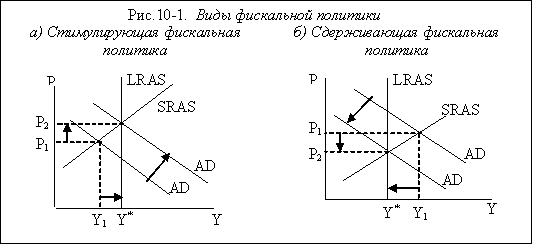 Рис.10-1. Виды фискальной политики
а) Стимулирующая фискальная
политика
б) Сдерживающая фискальная
политика
P
LRAS
SRAS
P2
P1
AD
AD
Y1
Y*
Y
P
LRAS
SRAS
P1
P2
AD
AD
Y*
Y1
Y